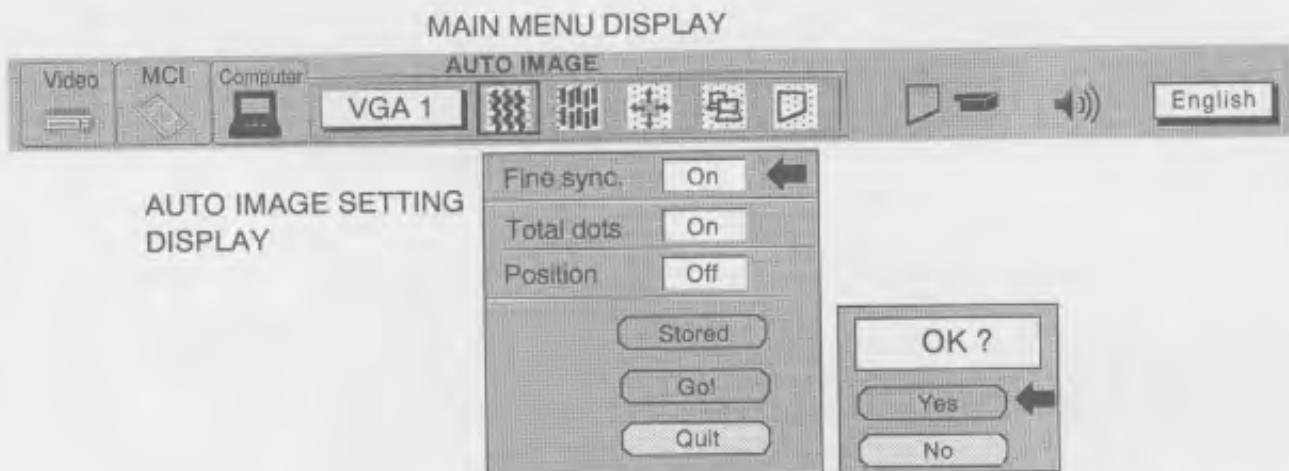 MAIN MENU DISPLAY
Video MCI Computer AUTO IMAGE
VGA 1 English
AUTO IMAGE SETTING
DISPLAY
Fine sync. On
Total dots On
Position Off
Stored
Go!
Quit
OK ?
Yes
No